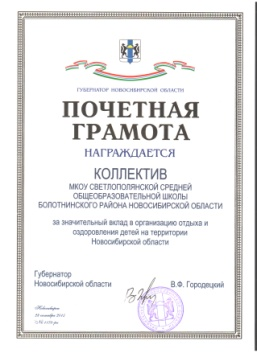 ГУБЕРНАТОР НОВОСИБИРСКОЙ ОБЛАСТИ
ПОЧЕТНАЯ
ГРАМОТА
НАГРАЖДАЕТСЯ
КОЛЛЕКТИВ
МКОУ СВЕТЛОПОЛЯНСКОЙ СРЕДНЕЙ
ОБЩЕОБРАЗОВАТЕЛЬНОЙ ШКОЛЫ
БОЛОТНИНСКОГО РАЙОНА НОВОСИБИРСКОЙ ОБЛАСТИ
за значительный вклад в организацию отдыха и
оздоровления детей на территории
Новосибирской области
Губернатор
Новосибирской области
В.Ф. Городецкий